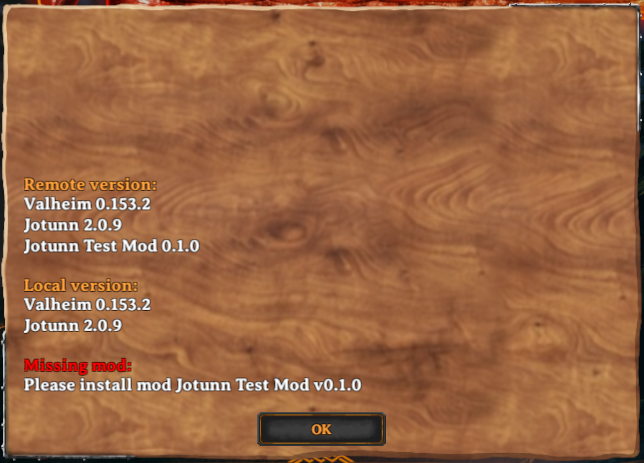 Remote version:
Valheim 0.153.2
Jotunn 2.0.9
Jotunn Test Mod 0.1.0
Local version:
Valheim 0.153.2
Jotunn 2.0.9
Missing mod:
Please install mod Jotunn Test Mod v0.1.0
OK